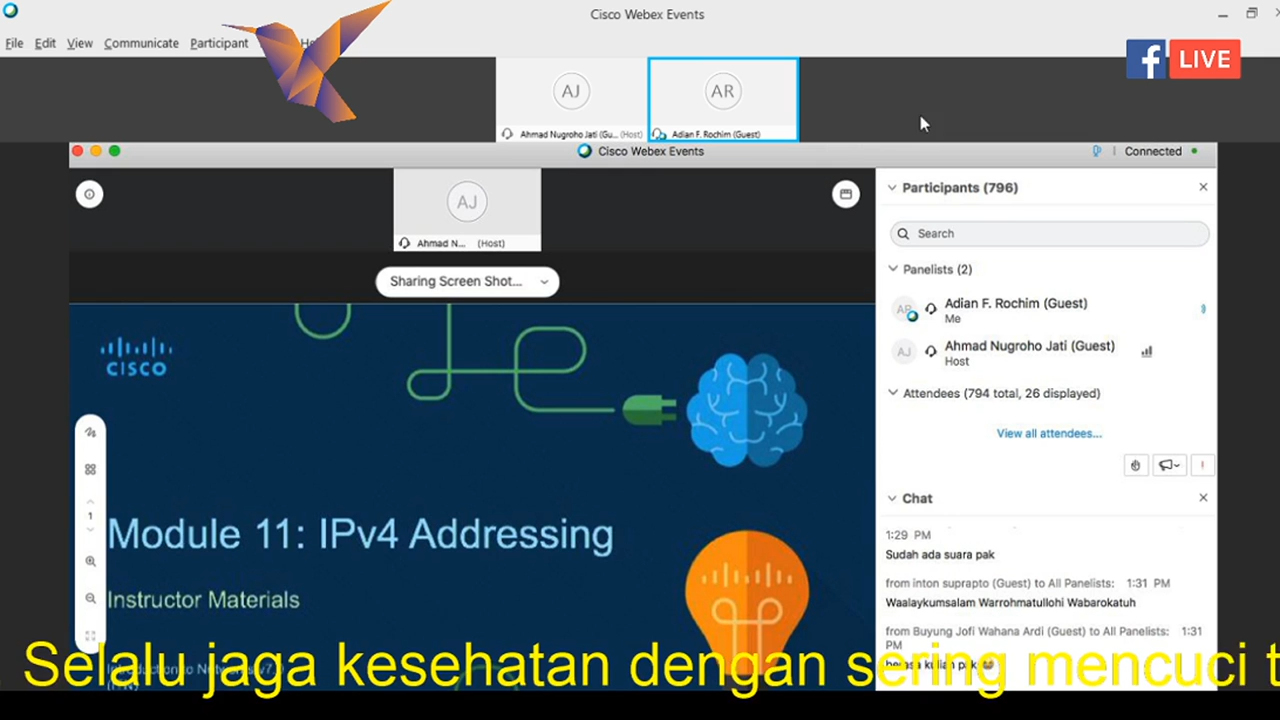 Cisco Webex Events
File Edit View Communicate Participant
LIVE
AJ
AR
Ahmad Nugroho Jati (Gu... (Host)
Adian F. Rochim (Guest)
Cisco Webex Events
Connected
AJ
Ahmad N... (Host)
Sharing Screen Shot...
Participants (796)
Search
Panelists (2)
AR
Adian F. Rochim (Guest)
Me
AJ
Ahmad Nugroho Jati (Guest)
Host
Attendees (794 total, 26 displayed)
View all attendees...
Chat
1:29 PM
Sudah ada suara pak
from inton suprapto (Guest) to All Panelists: 1:31 PM
Waalaykumsalam Warrohmatullohi Wabarokatuh
from Buyung Jofi Wahana Ardi (Guest) to All Panelists: 1:31
PM
CISCO
1
Module 11: IPv4 Addressing
Instructor Materials
Selalu jaga kesehatan dengan sering mencuci t